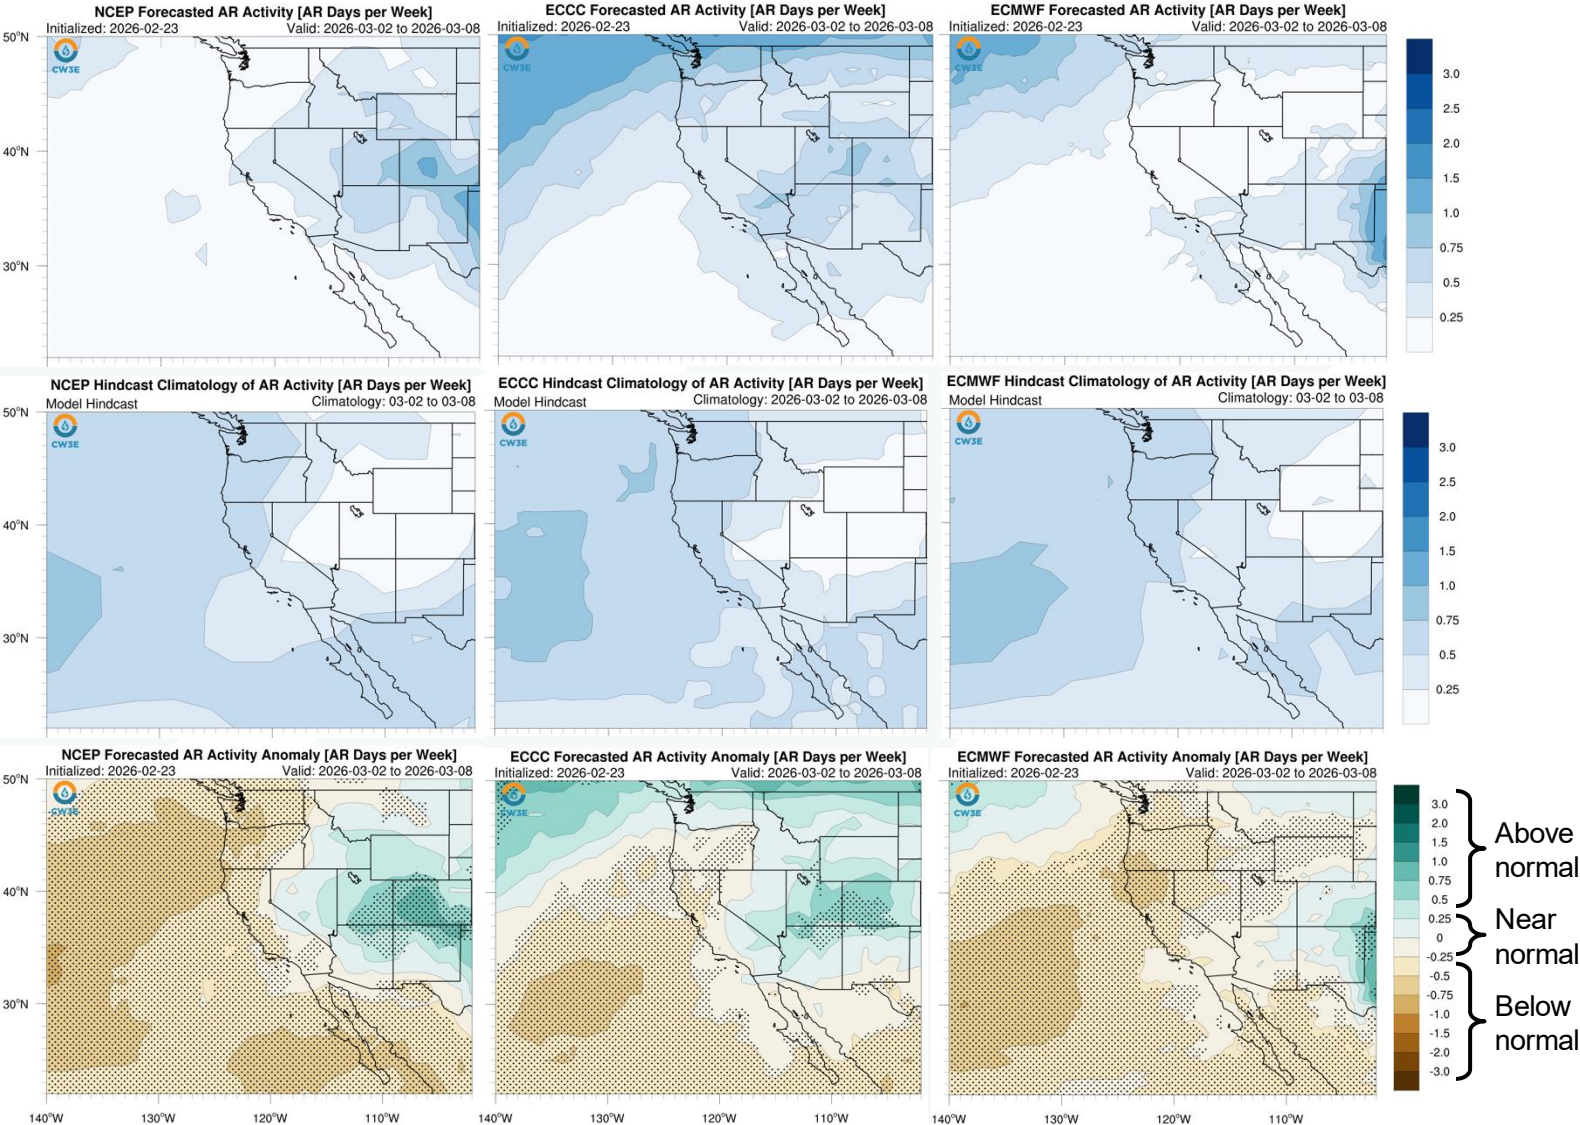 NCEP Forecasted AR Activity [AR Days per Week]
Initialized: 2026-02-23 Valid: 2026-03-02 to 2026-03-08
ECCC Forecasted AR Activity [AR Days per Week]
Initialized: 2026-02-23 Valid: 2026-03-02 to 2026-03-08
ECMWF Forecasted AR Activity [AR Days per Week]
Initialized: 2026-02-23 Valid: 2026-03-02 to 2026-03-08
CW3E
CW3E
CW3E
50°N
40°N
30°N
3.0
2.5
2.0
1.5
1.0
0.75
0.5
0.25
NCEP Hindcast Climatology of AR Activity [AR Days per Week]
Model Hindcast Climatology: 03-02 to 03-08
ECCC Hindcast Climatology of AR Activity [AR Days per Week]
Model Hindcast Climatology: 2026-03-02 to 2026-03-08
ECMWF Hindcast Climatology of AR Activity [AR Days per Week]
Model Hindcast Climatology: 03-02 to 03-08
CW3E
CW3E
CW3E
50°N
40°N
30°N
3.0
2.5
2.0
1.5
1.0
0.75
0.5
0.25
NCEP Forecasted AR Activity Anomaly [AR Days per Week]
Initialized: 2026-02-23 Valid: 2026-03-02 to 2026-03-08
ECCC Forecasted AR Activity Anomaly [AR Days per Week]
Initialized: 2026-02-23 Valid: 2026-03-02 to 2026-03-08
ECMWF Forecasted AR Activity Anomaly [AR Days per Week]
Initialized: 2026-02-23 Valid: 2026-03-02 to 2026-03-08
CW3E
CW3E
CW3E
50°N
40°N
30°N
140°W
130°W
120°W
110°W
140°W
130°W
120°W
110°W
140°W
130°W
120°W
110°W
3.0
2.0
1.5
1.0
0.75
0.5
0.25
0
-0.25
-0.5
-0.75
-1.0
-1.5
-2.0
-3.0
Above
normal
Near
normal
Below
normal